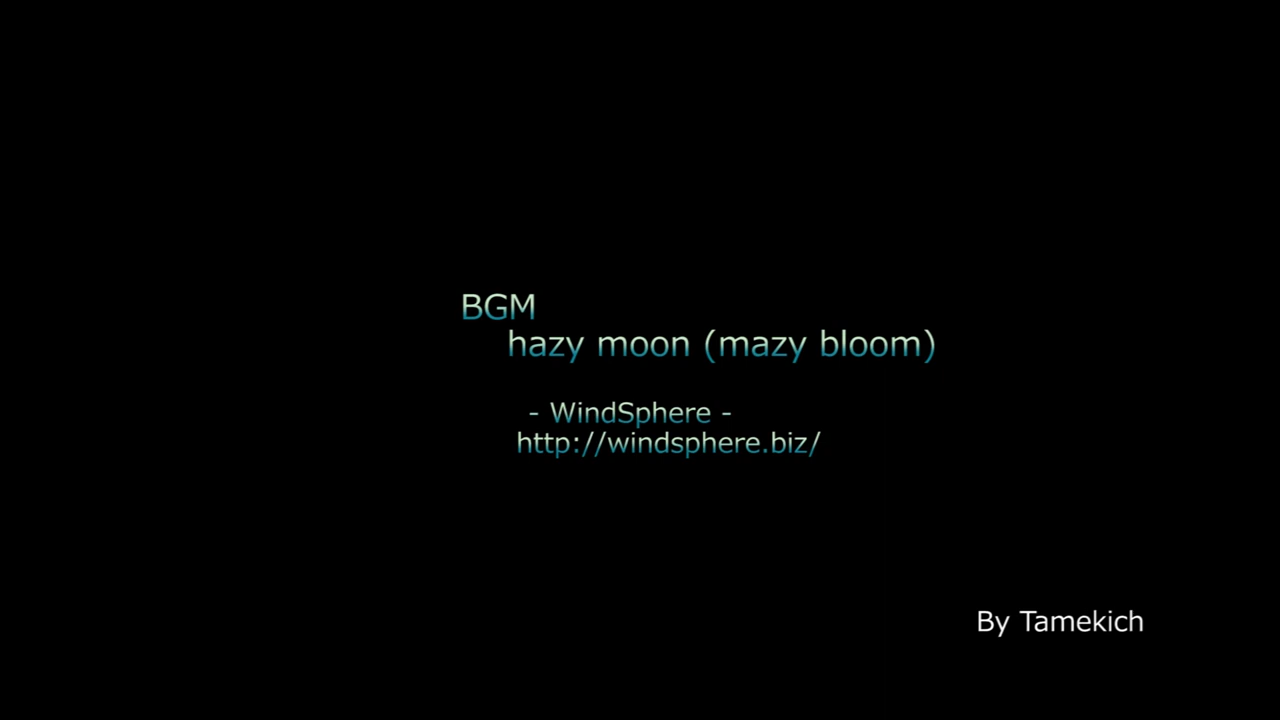 BGM
hazy moon (mazy bloom)
- WindSphere -
http://windsphere.biz/
By Tamekich